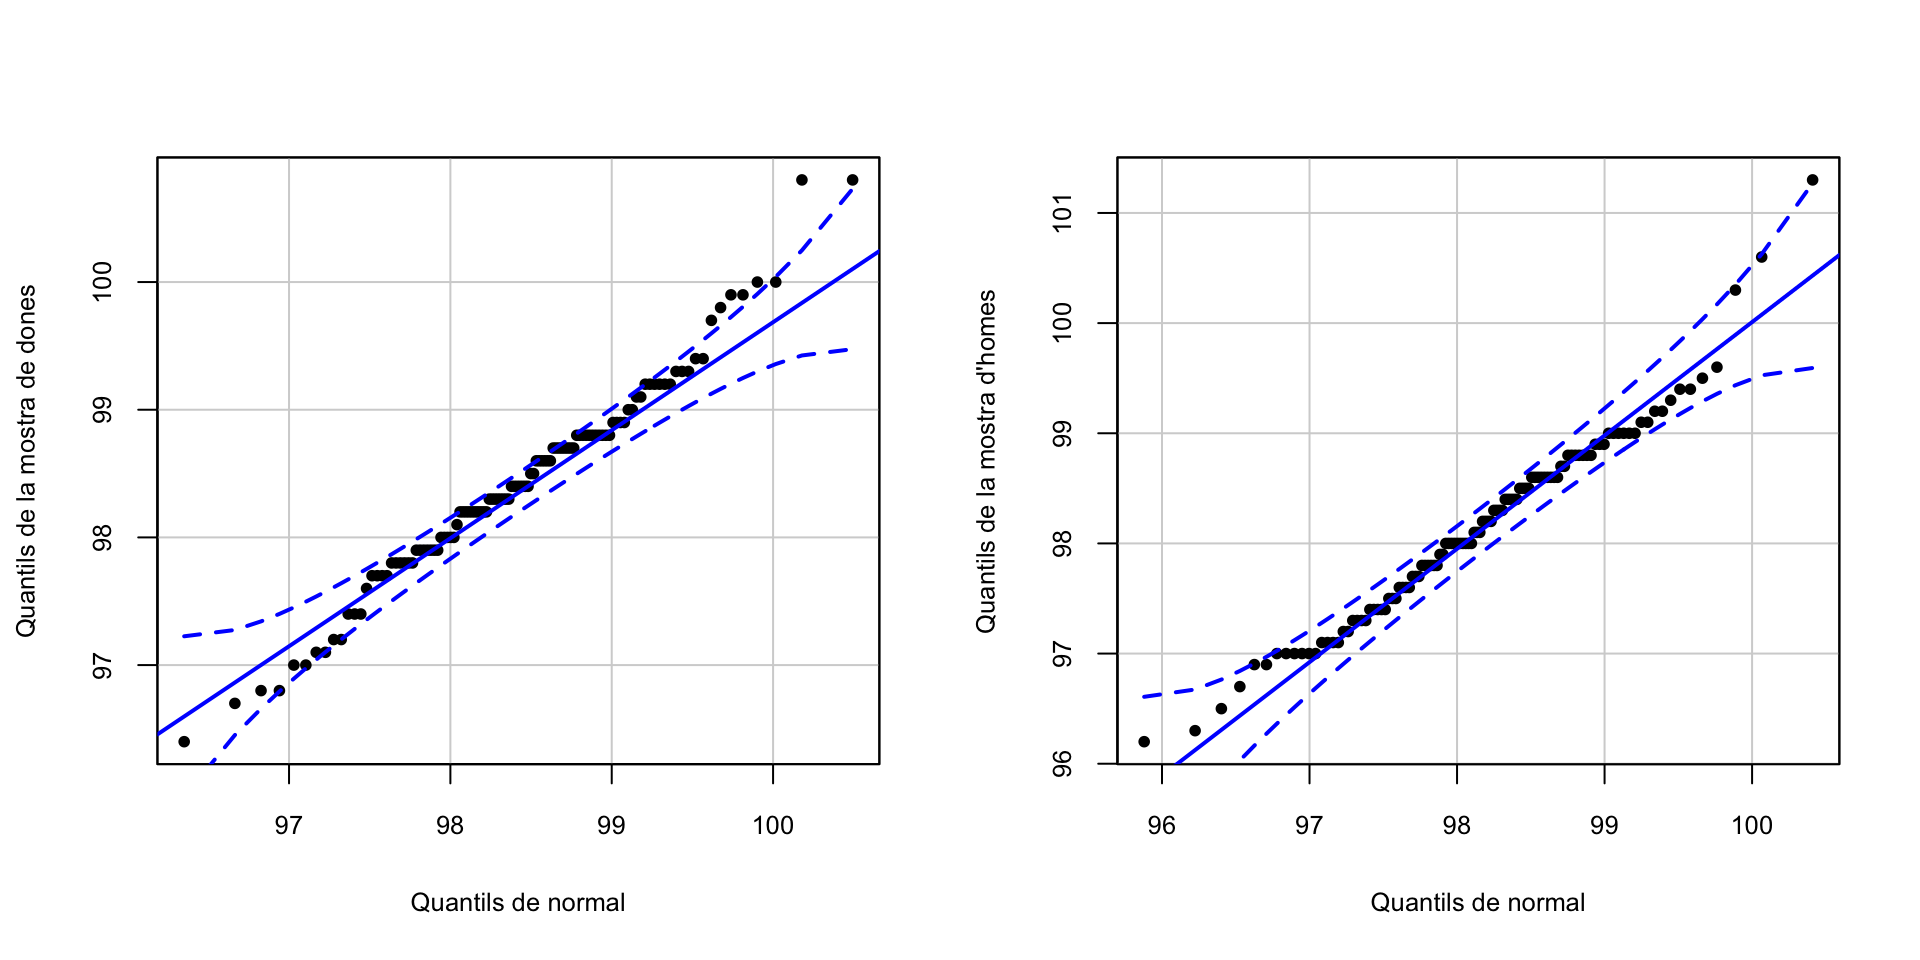 Quantils de la mostra de dones
100
99
98
97
97 98 99 100
Quantils de normal
Quantils de la mostra d'homes
101
100
99
98
97
96
96 97 98 99 100
Quantils de normal